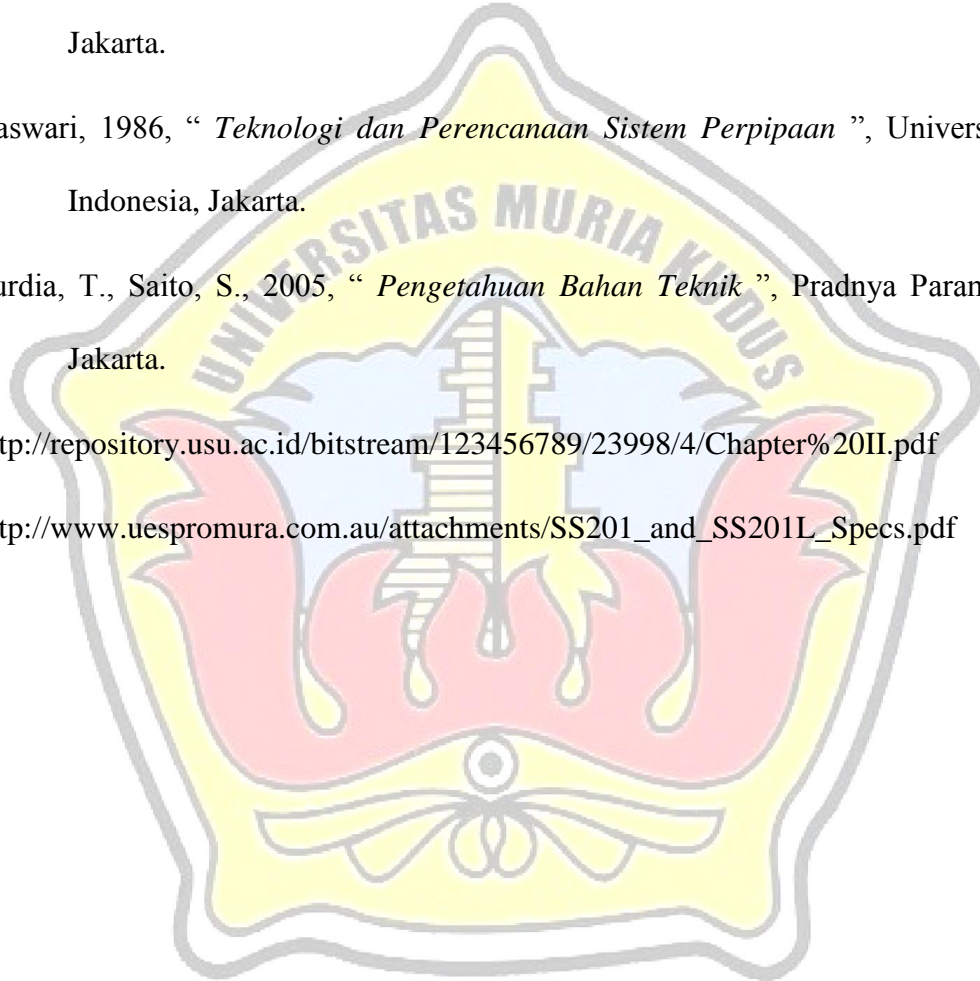 Jakarta.
aswari, 1986, “ Teknologi dan Perencanaan Sistem Perpipaan ”, Univers
Indonesia, Jakarta.
urdia, T., Saito, S., 2005, “ Pengetahuan Bahan Teknik ”, Pradnya Param
Jakarta.
tp://repository.usu.ac.id/bitstream/123456789/23998/4/Chapter%20II.pdf
tp://www.uespromura.com.au/attachments/SS201_and_SS201L_Specs.pdf
UNIVERSITAS MURIA KUDUS